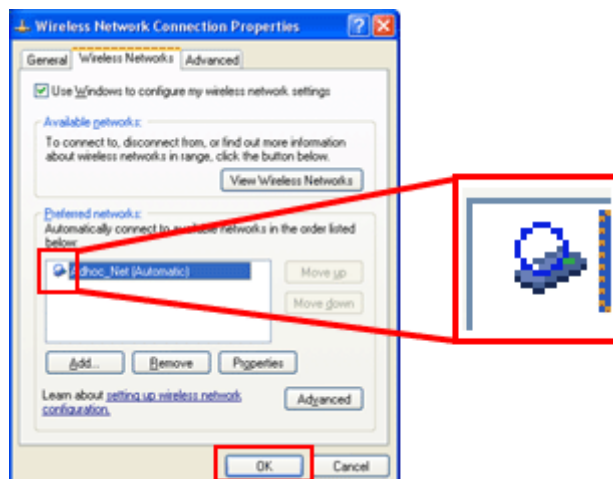 Wireless Network Connection Properties
General Wireless Networks Advanced
Use Windows to configure my wireless network settings
Available networks:
To connect to, disconnect from, or find out more information
about wireless networks in range, click the button below.
View Wireless Networks
Preferred networks:
Automatically connect to available networks in the order listed
below:
Adhoc_Net (Automatic)
Move up
Move down
Add... Remove Properties
Learn about setting up wireless network
configuration.
Advanced
OK Cancel